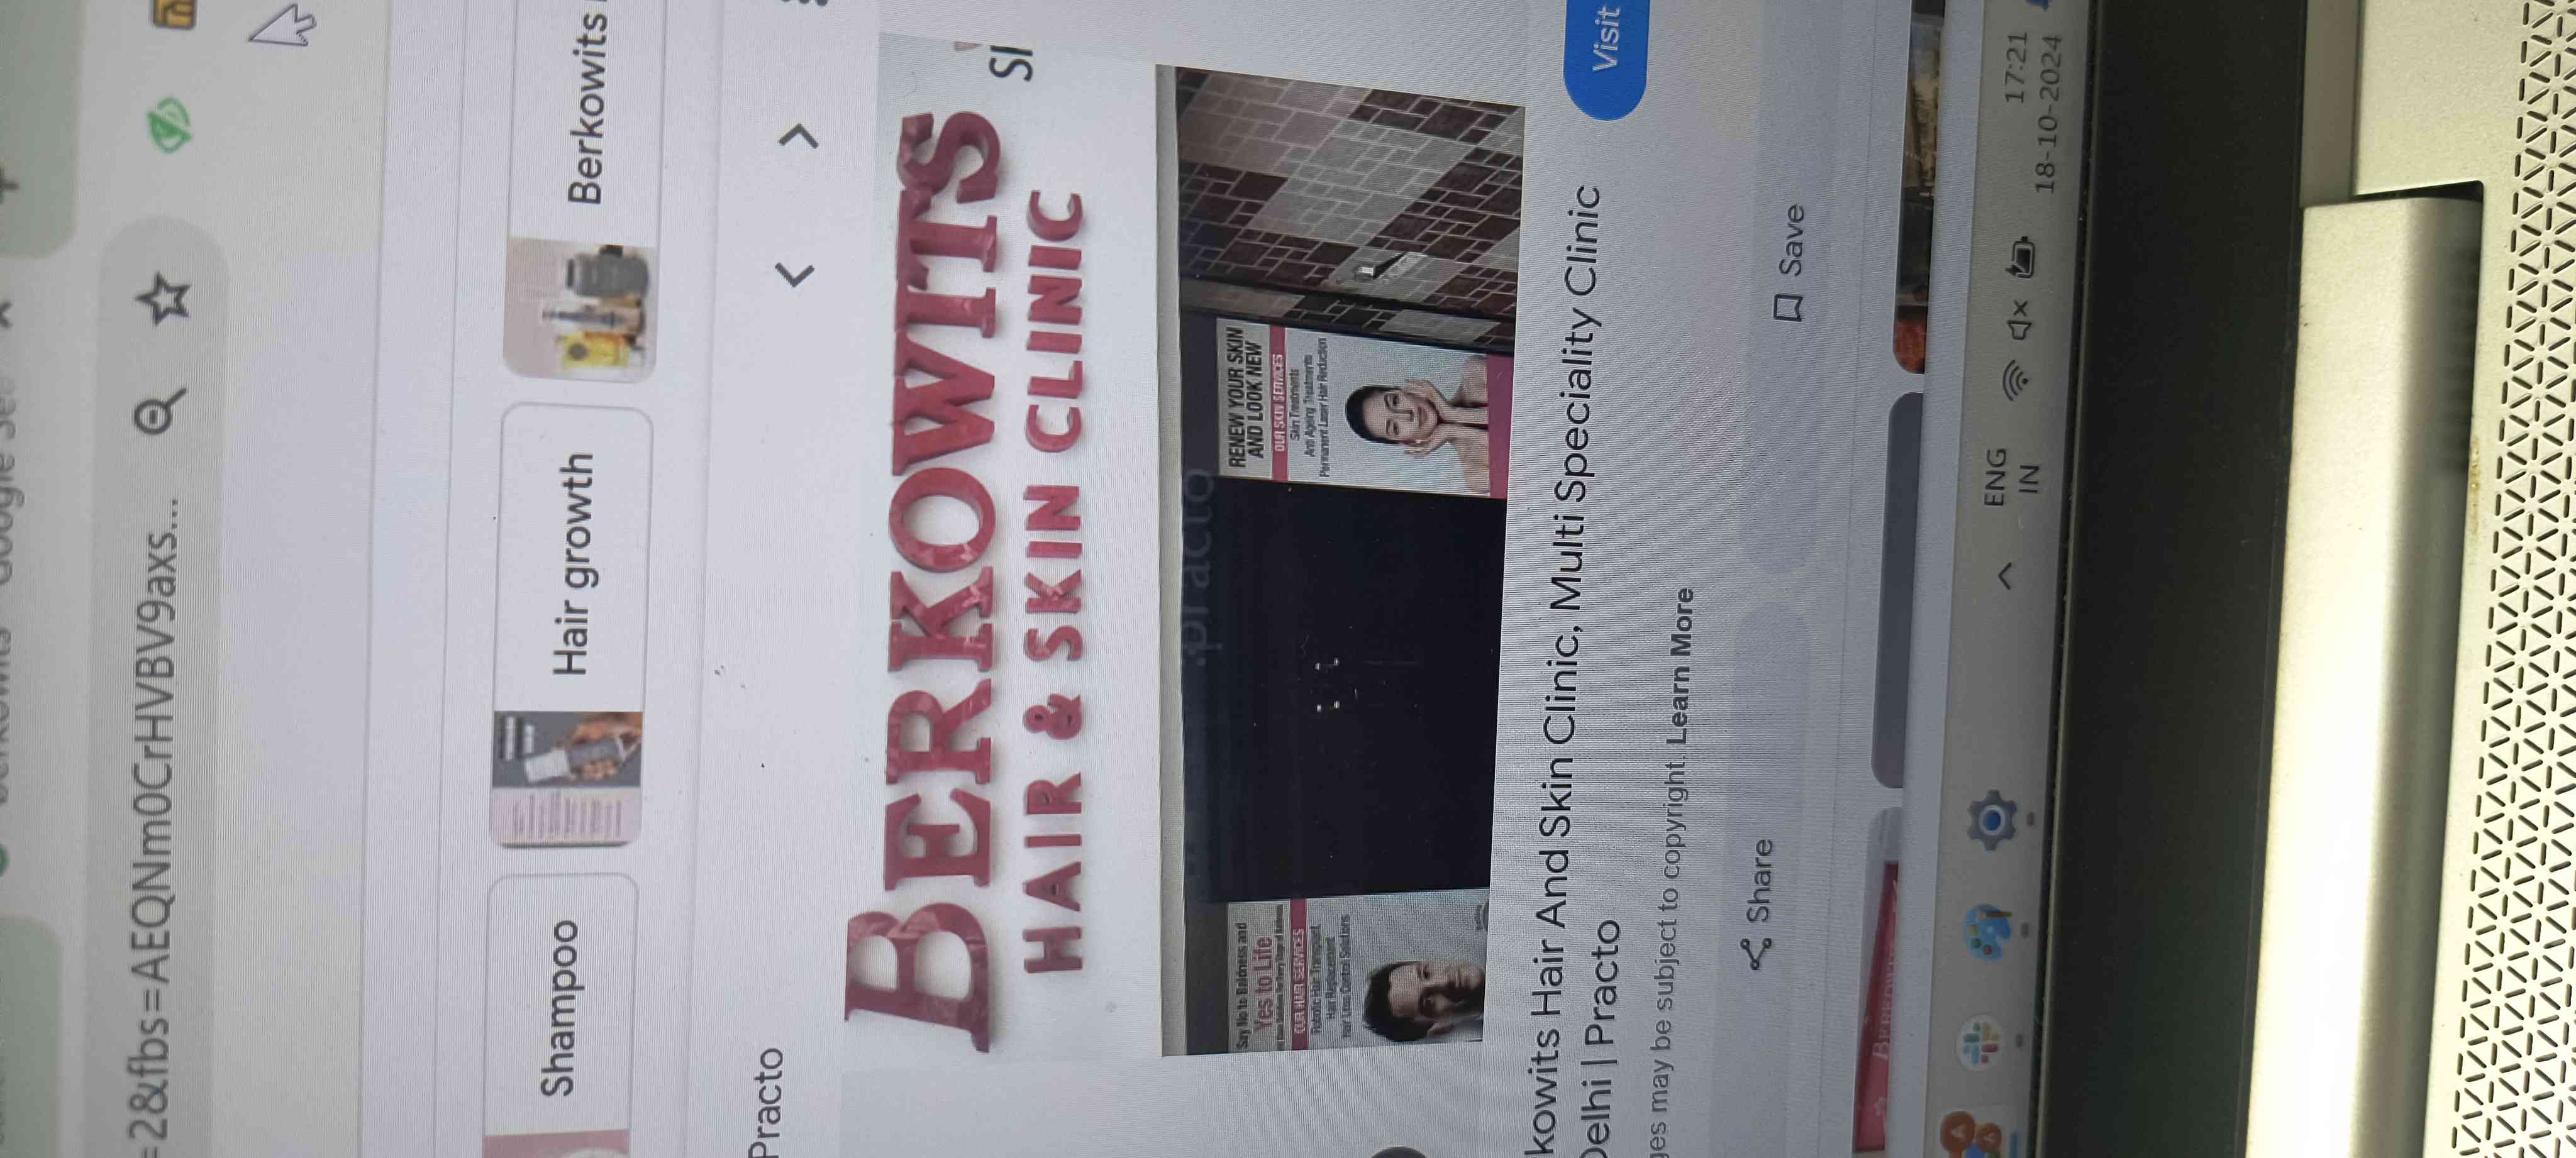 Berkowits Google Se
=2&fbs=AEQNm0CrHVBV9axs...
Shampoo
Hair growth
Berkowits
Practo
BERKOWITS
HAIR & SKIN CLINIC
SI
.practo
Say No to Baldness and
Yes to Life
OUR HAIR SERVICES
Robotic Hair Transplant
Hair Replacement
Hair Loss Control Solutions
RENEW YOUR SKIN
AND LOOK NEW
OUR SKIN SERVICES
Skin Treatments
Anti Ageing Treatments
Permanent Laser Hair Reduction
kowits Hair And Skin Clinic, Multi Speciality Clinic
Delhi | Practo
Visit
ges may be subject to copyright. Learn More
Share
Save
BERKOWITS
ENG
IN
17:21
18-10-2024